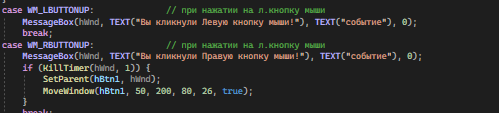 case WM_LBUTTONUP: // при нажатии на л.кнопку мыши
MessageBox(hWnd, TEXT("Вы кликнули Левую кнопку мыши!"), TEXT("событие"), 0);
break;
case WM_RBUTTONUP: // при нажатии на л.кнопку мыши
MessageBox(hWnd, TEXT("Вы кликнули Правую кнопку мыши!"), TEXT("событие"), 0);
if (KillTimer(hWnd, 1)) {
SetParent(hBtn1, hWnd);
MoveWindow(hBtn1, 50, 200, 80, 26, true);
}
break;